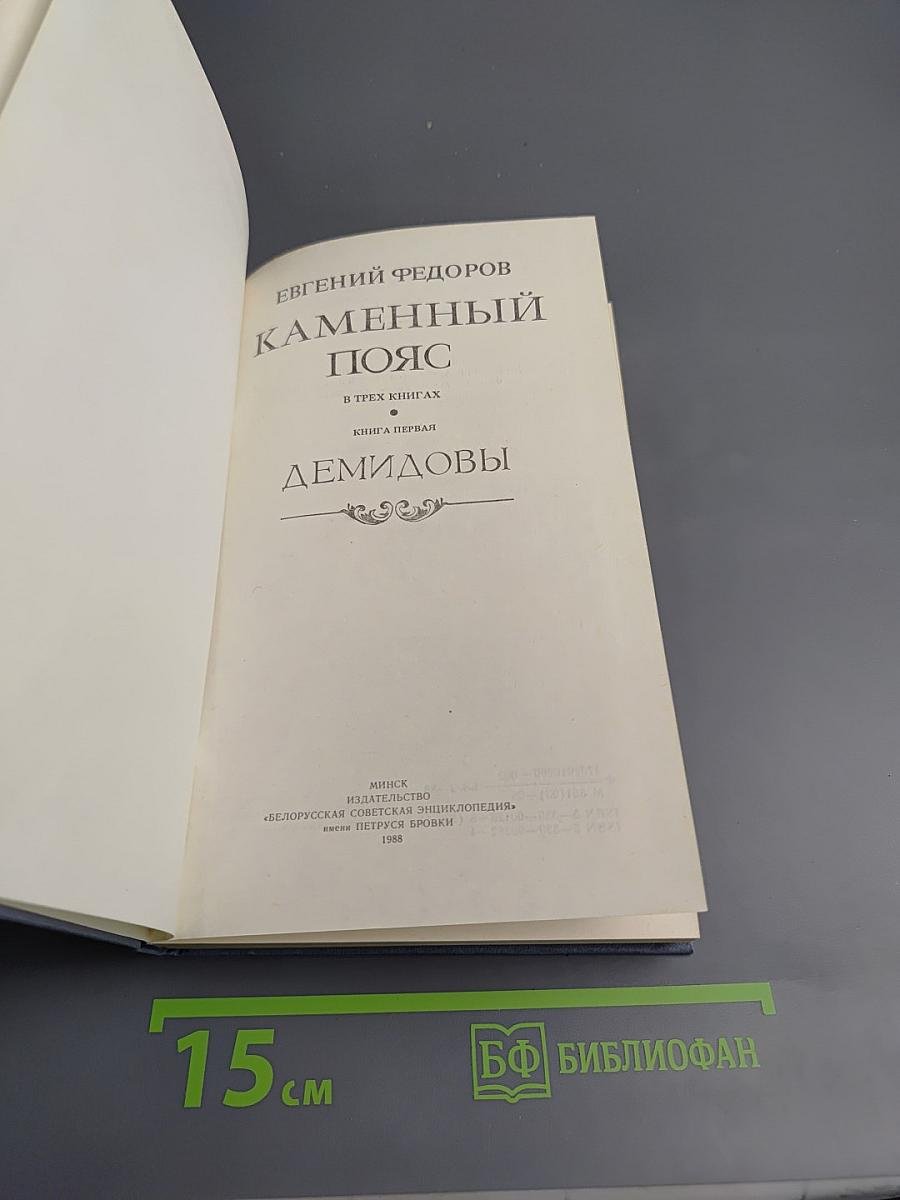 ЕВГЕНИЙ ФЕДОРОВ
КАМЕННЫЙ
ПОЯС
В ТРЕХ КНИГАХ
●
КНИГА ПЕРВАЯ
ДЕМИДОВЫ
МИНСК
ИЗДАТЕЛЬСТВО
«БЕЛОРУССКАЯ СОВЕТСКАЯ ЭНЦИКЛОПЕДИЯ»
имени ПЕТРУСЯ БРОВКИ
1988
15 см
БФ БИБЛИОФАН